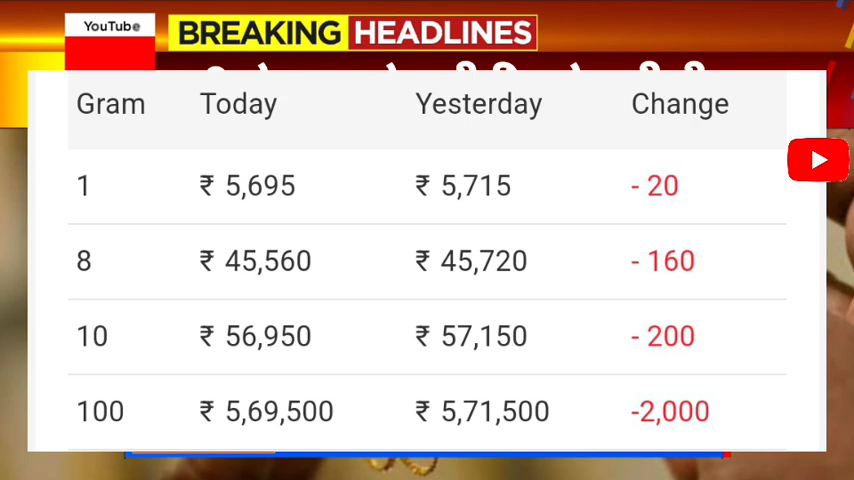 YouTube
BREAKING HEADLINES
Gram Today Yesterday Change
1 ₹ 5,695 ₹ 5,715 - 20
8 ₹ 45,560 ₹ 45,720 - 160
10 ₹ 56,950 ₹ 57,150 - 200
100 ₹ 5,69,500 ₹ 5,71,500 -2,000